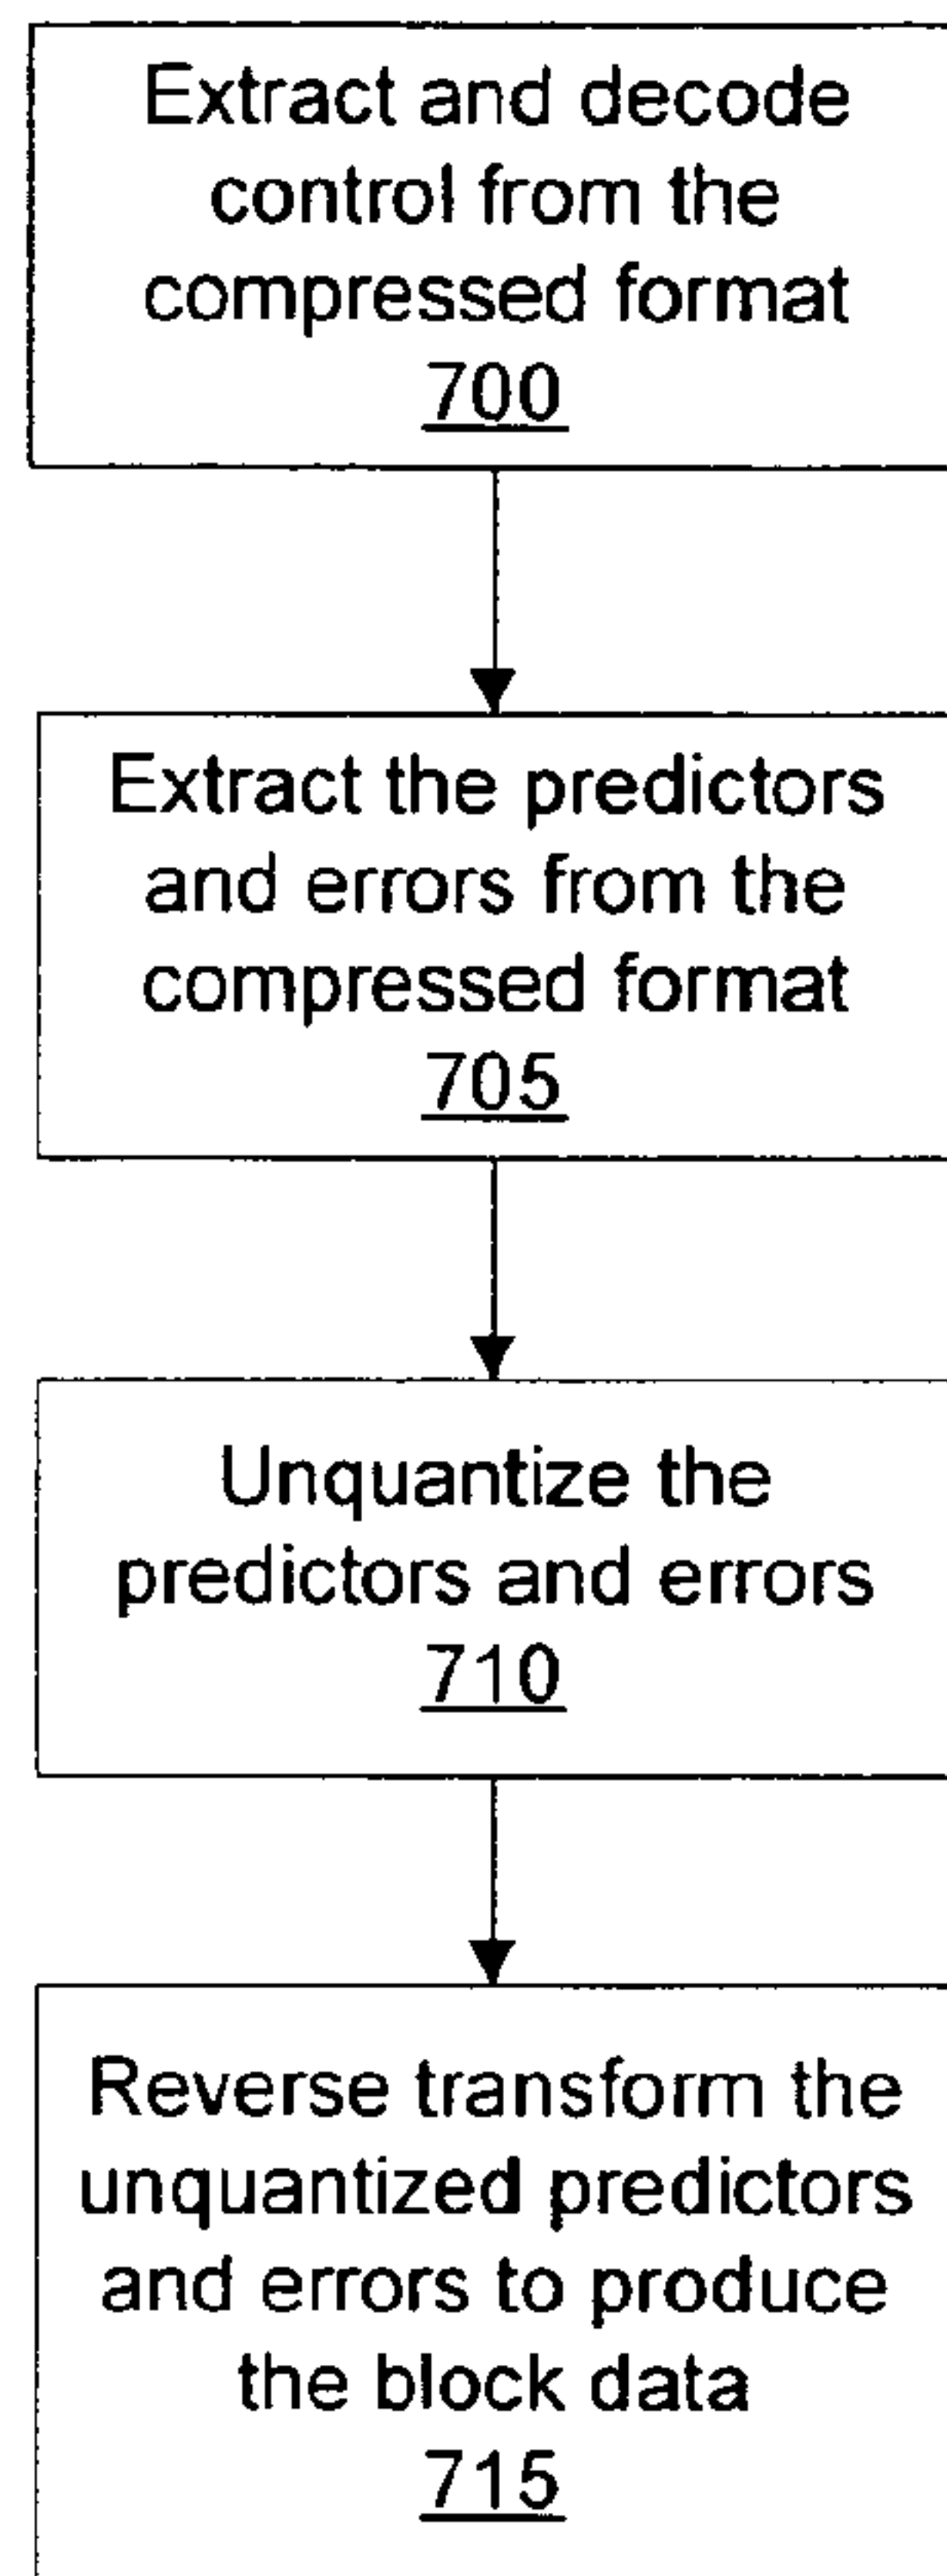 Extract and decode
control from the
compressed format
700
Extract the predictors
and errors from the
compressed format
705
Unquantize the
predictors and errors
710
Reverse transform the
unquantized predictors
and errors to produce
the block data
715